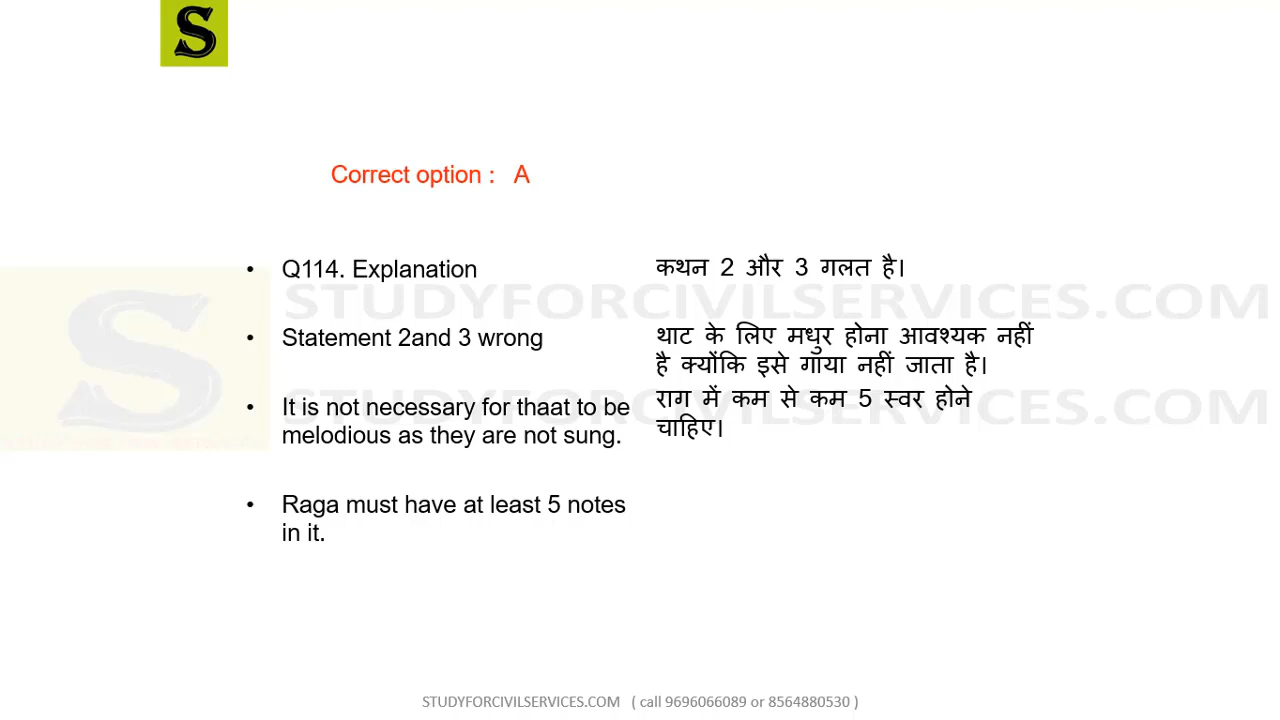 S
Correct option : A
• Q114. Explanation
• Statement 2and 3 wrong
• It is not necessary for thaat to be
melodious as they are not sung.
• Raga must have at least 5 notes
in it.
कथन 2 और 3 गलत है।
थाट के लिए मधुर होना आवश्यक नहीं
है क्योंकि इसे गाया नहीं जाता है।
राग में कम से कम 5 स्वर होने
चाहिए।
S
STUDYFORCIVILSERVICES.COM
STUDYFORCIVILSERVICES.COM
STUDYFORCIVILSERVICES.COM ( call 9696066089 or 8564880530 )